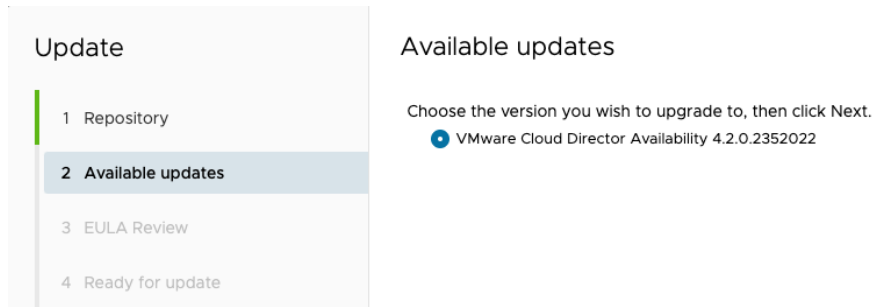 Update
1 Repository
2 Available updates
3 EULA Review
4 Ready for update
Available updates
Choose the version you wish to upgrade to, then click Next.
VMware Cloud Director Availability 4.2.0.2352022